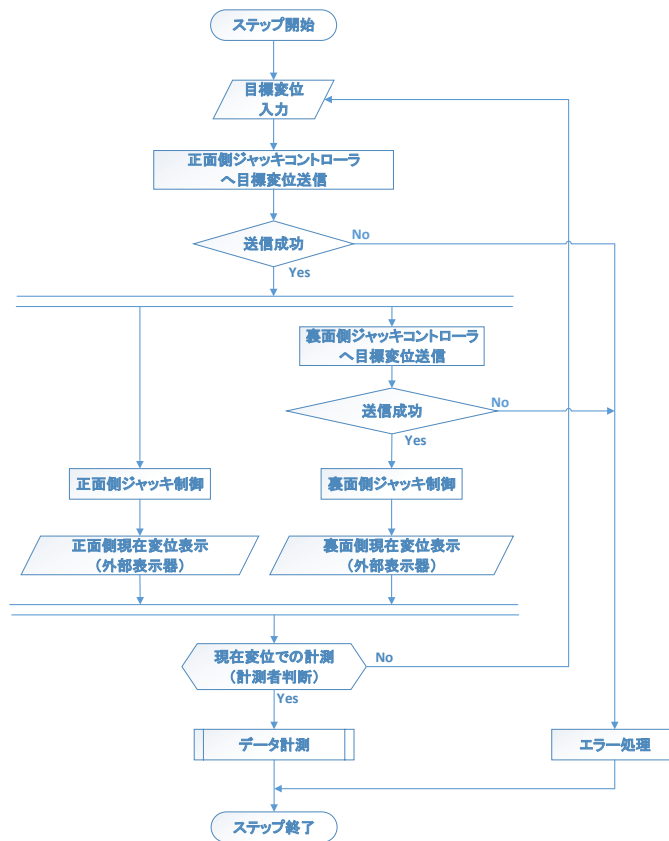 ステップ開始
目標変位
入力
正面側ジャッキコントローラ
へ目標変位送信
送信成功
No
Yes
裏面側ジャッキコントローラ
へ目標変位送信
送信成功
No
Yes
正面側ジャッキ制御
裏面側ジャッキ制御
正面側現在変位表示
（外部表示器）
裏面側現在変位表示
（外部表示器）
現在変位での計測
（計測者判断）
No
Yes
データ計測
エラー処理
ステップ終了